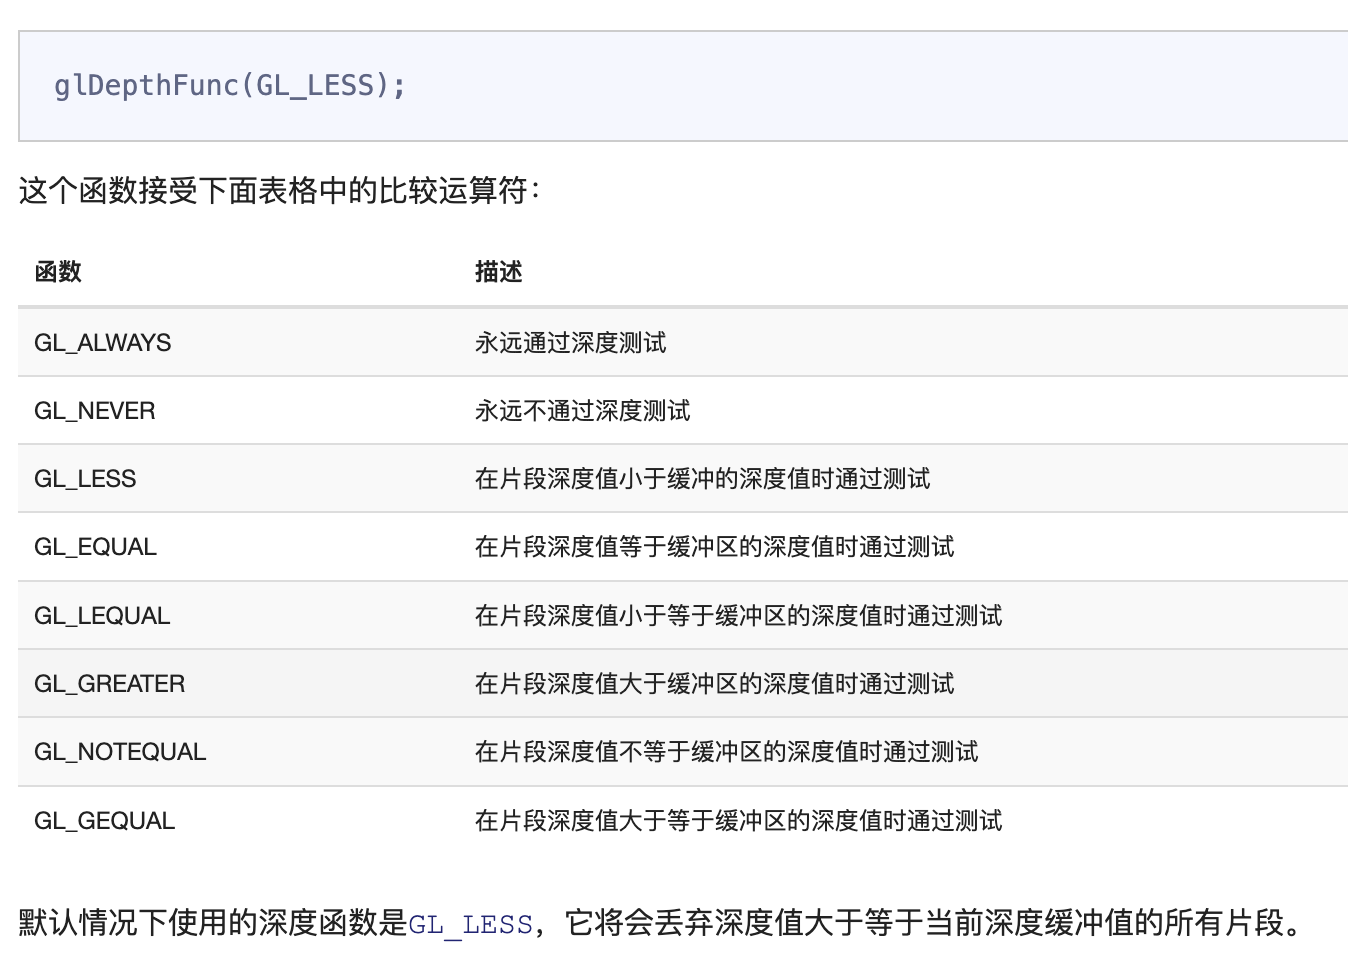 glDepthFunc(GL_LESS);
这个函数接受下面表格中的比较运算符：
函数 描述
GL_ALWAYS 永远通过深度测试
GL_NEVER 永远不通过深度测试
GL_LESS 在片段深度值小于缓冲的深度值时通过测试
GL_EQUAL 在片段深度值等于缓冲区的深度值时通过测试
GL_LEQUAL 在片段深度值小于等于缓冲区的深度值时通过测试
GL_GREATER 在片段深度值大于缓冲区的深度值时通过测试
GL_NOTEQUAL 在片段深度值不等于缓冲区的深度值时通过测试
GL_GEQUAL 在片段深度值大于等于缓冲区的深度值时通过测试
默认情况下使用的深度函数是GL_LESS，它将会丢弃深度值大于等于当前深度缓冲值的所有片段。